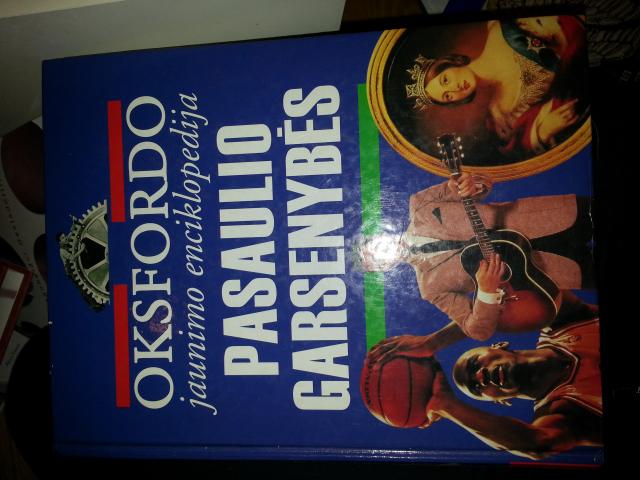 OKSFORDO
jaunimo enciklopedija
PASAULIO
GARSENYBĖS